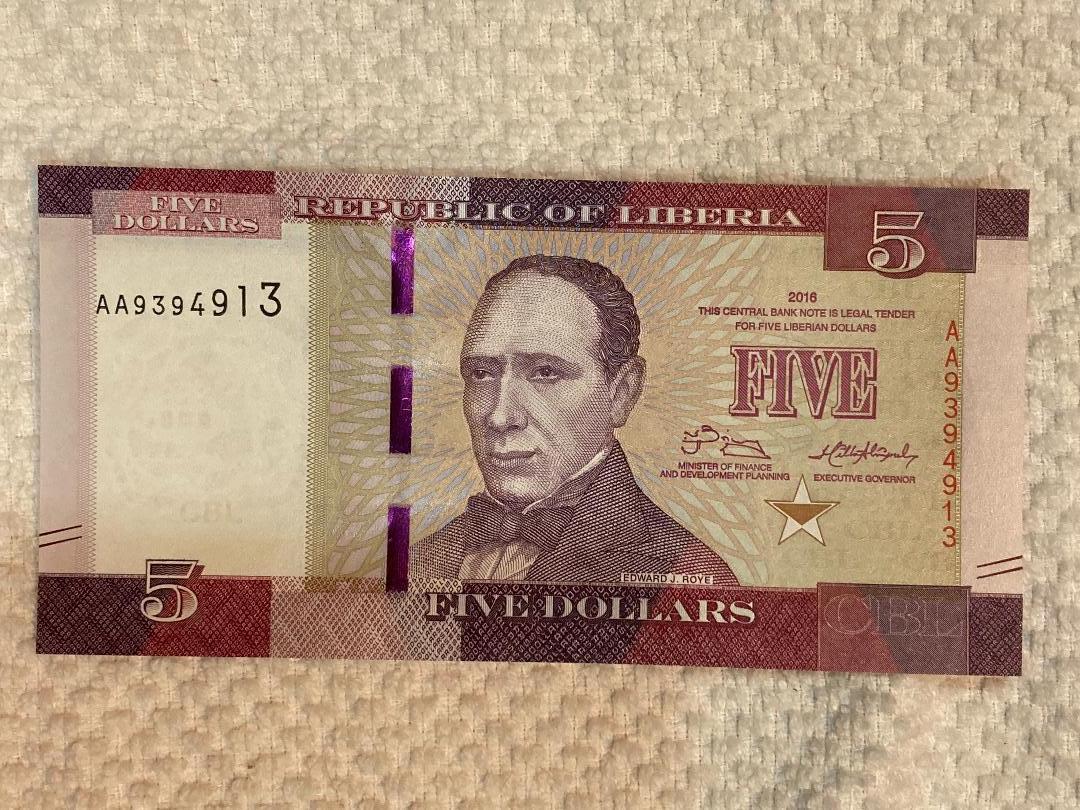 FIVE
DOLLARS
REPUBLIC OF LIBERIA
5
AA9394913
2016
THIS CENTRAL BANK NOTE IS LEGAL TENDER
FOR FIVE LIBERIAN DOLLARS
FIVE
AA9394913
MINISTER OF FINANCE
AND DEVELOPMENT PLANNING
EXECUTIVE GOVERNOR
EDWARD J. ROYE
5
FIVE DOLLARS
CBL